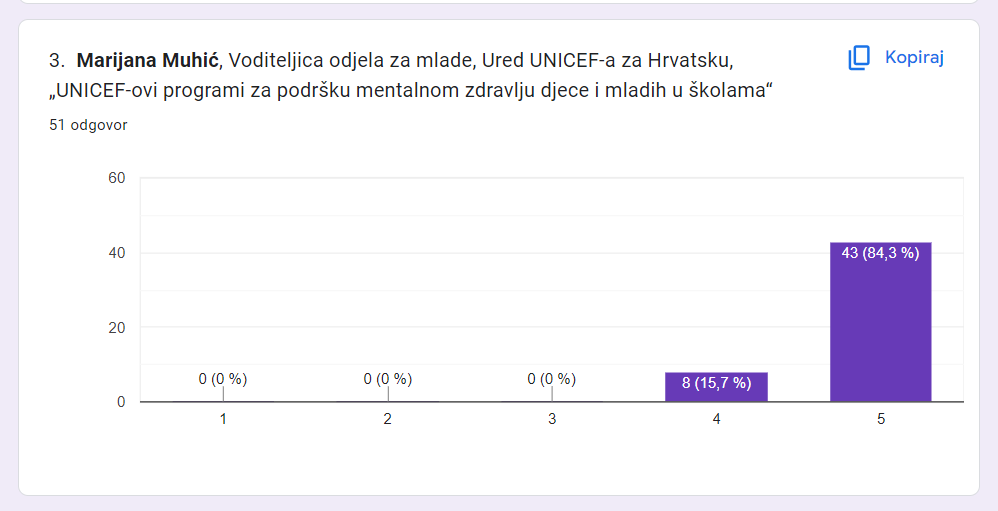 3. Marijana Muhić, Voditeljica odjela za mlade, Ured UNICEF-a za Hrvatsku,
„UNICEF-ovi programi za podršku mentalnom zdravlju djece i mladih u školama“
Kopiraj
51 odgovor
60
40
20
0
0 (0 %)
0 (0 %)
0 (0 %)
8 (15,7 %)
43 (84,3 %)
1
2
3
4
5